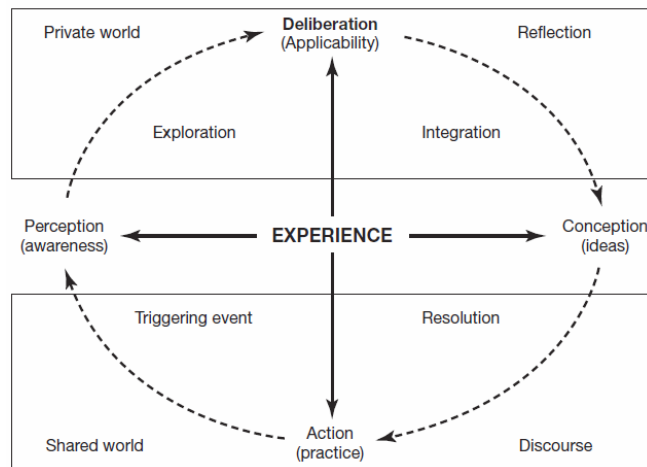 Private world
Deliberation
(Applicability)
Reflection
Exploration
Integration
Perception
(awareness)
EXPERIENCE
Conception
(ideas)
Triggering event
Resolution
Shared world
Action
(practice)
Discourse